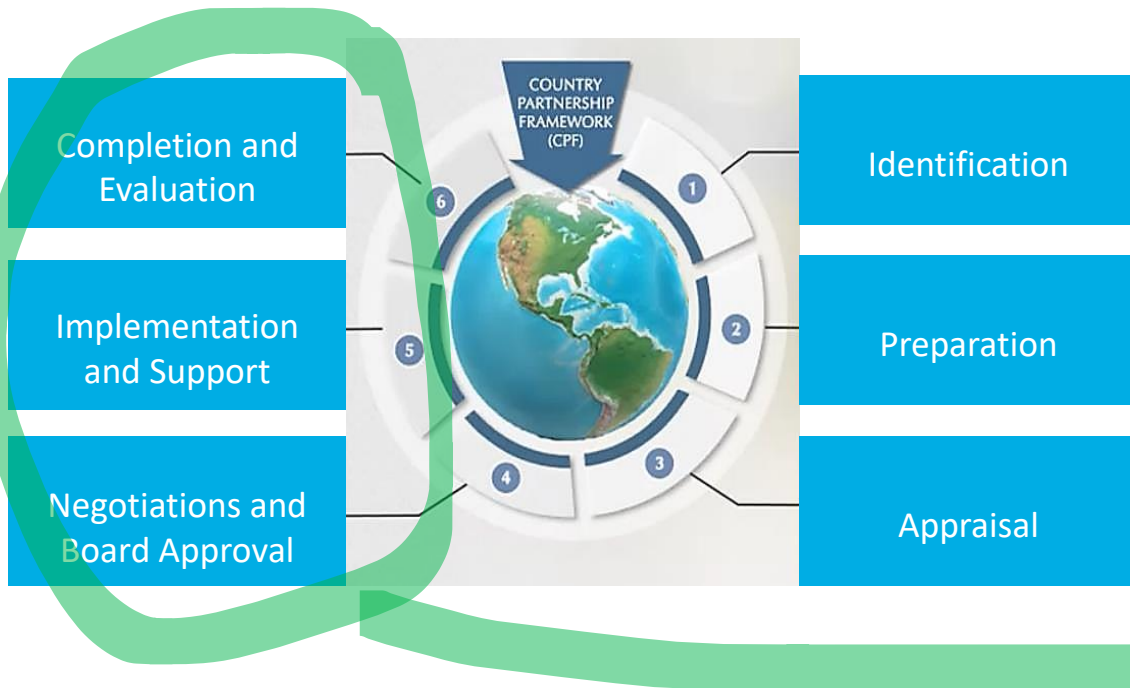 COUNTRY
PARTNERSHIP
FRAMEWORK
(CPF)
Completion and
Evaluation
Implementation
and Support
Negotiations and
Board Approval
6
5
4
1
2
3
Identification
Preparation
Appraisal